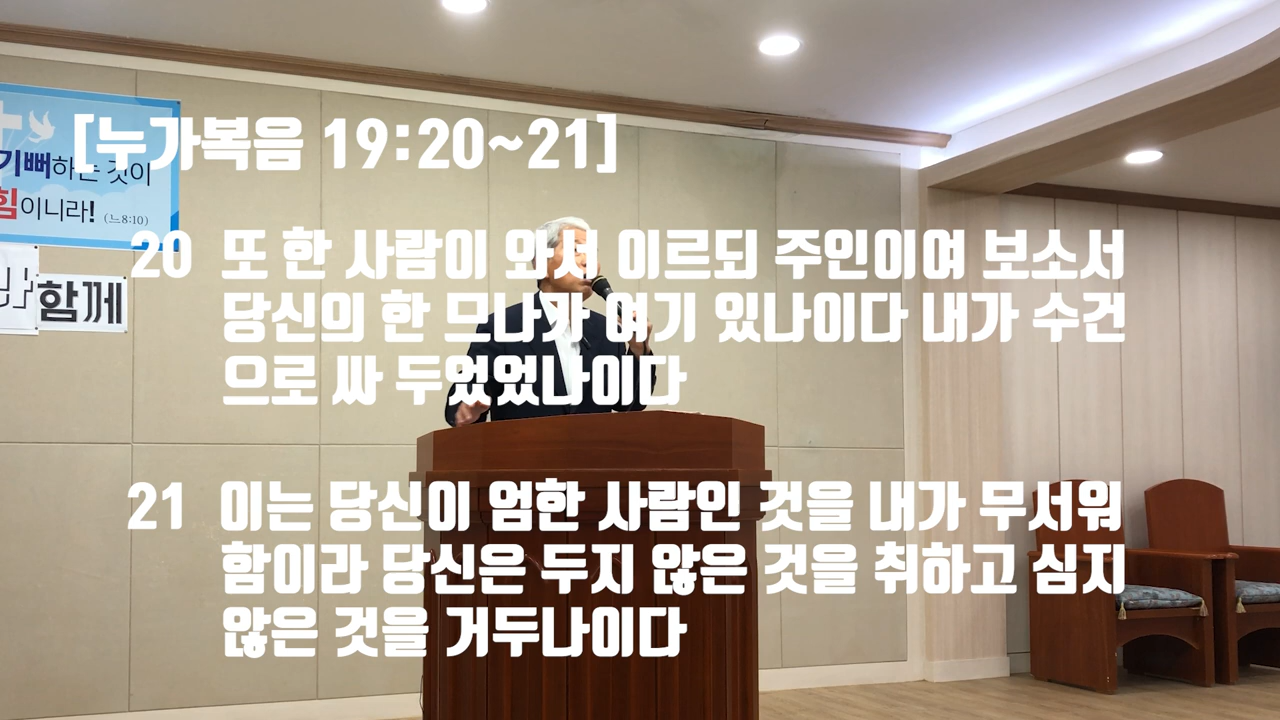 [누가복음 19:20~21]
기뻐하는 것이
힘이니라! (느8:10)
함께
20 또 한 사람이 와서 이르되 주인이여 보소서
당신의 한 므나가 여기 있나이다 내가 수건
으로 싸 두었었나이다
21 이는 당신이 엄한 사람인 것을 내가 무서워
함이라 당신은 두지 않은 것을 취하고 심지
않은 것을 거두나이다